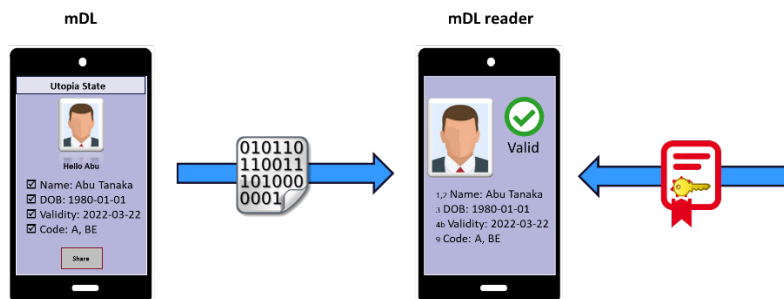 mDL
mDL reader
Utopia State
Hello Abu
☑ Name: Abu Tanaka
☑ DOB: 1980-01-01
☑ Validity: 2022-03-22
☑ Code: A, BE
Share
010110
110011
101000
0001
Valid
1,2 Name: Abu Tanaka
3 DOB: 1980-01-01
4b Validity: 2022-03-22
9 Code: A, BE